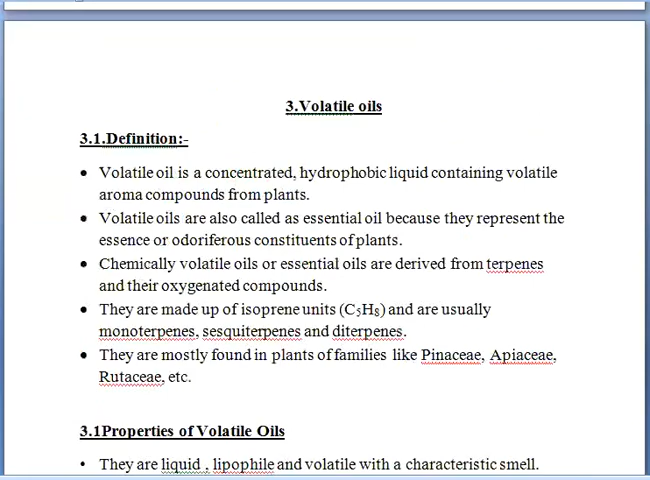 3.Volatile oils
3.1.Definition:-
• Volatile oil is a concentrated, hydrophobic liquid containing volatile
aroma compounds from plants.
• Volatile oils are also called as essential oil because they represent the
essence or odoriferous constituents of plants.
• Chemically volatile oils or essential oils are derived from terpenes
and their oxygenated compounds.
• They are made up of isoprene units (C₅H₈) and are usually
monoterpenes, sesquiterpenes and diterpenes.
• They are mostly found in plants of families like Pinaceae, Apiaceae,
Rutaceae, etc.
3.1Properties of Volatile Oils
• They are liquid , lipophile and volatile with a characteristic smell.